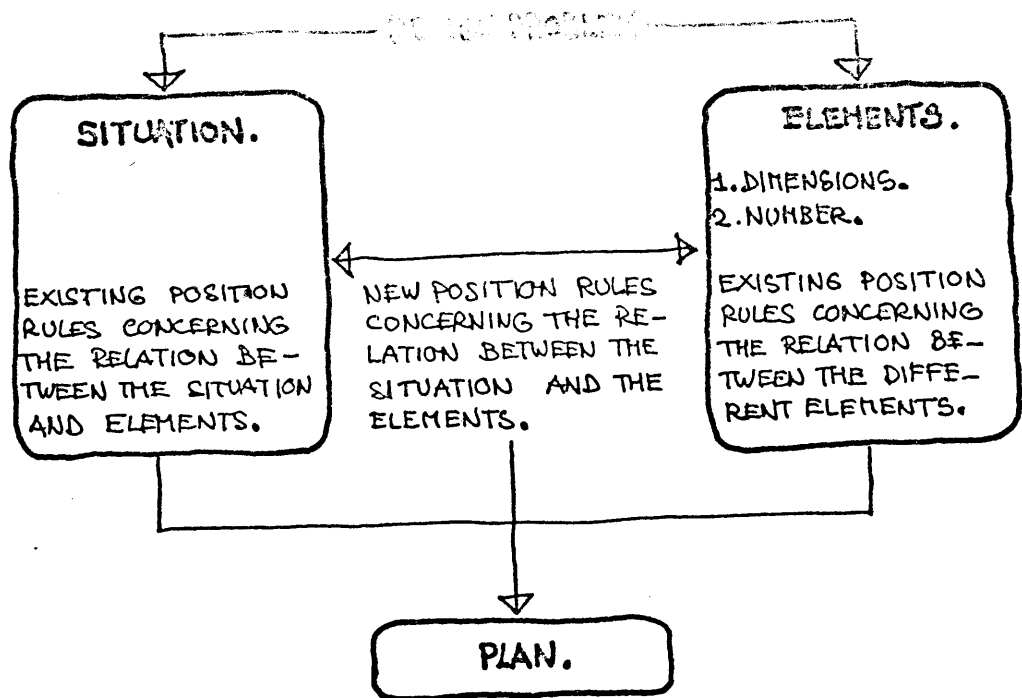 PROBLEM
SITUATION.
EXISTING POSITION
RULES CONCERNING
THE RELATION BE-
TWEEN THE SITUATION
AND ELEMENTS.
NEW POSITION RULES
CONCERNING THE RE-
LATION BETWEEN THE
SITUATION AND THE
ELEMENTS.
ELEMENTS.
1. DIMENSIONS.
2. NUMBER.
EXISTING POSITION
RULES CONCERNING
THE RELATION BE-
TWEEN THE DIFFE-
RENT ELEMENTS.
PLAN.